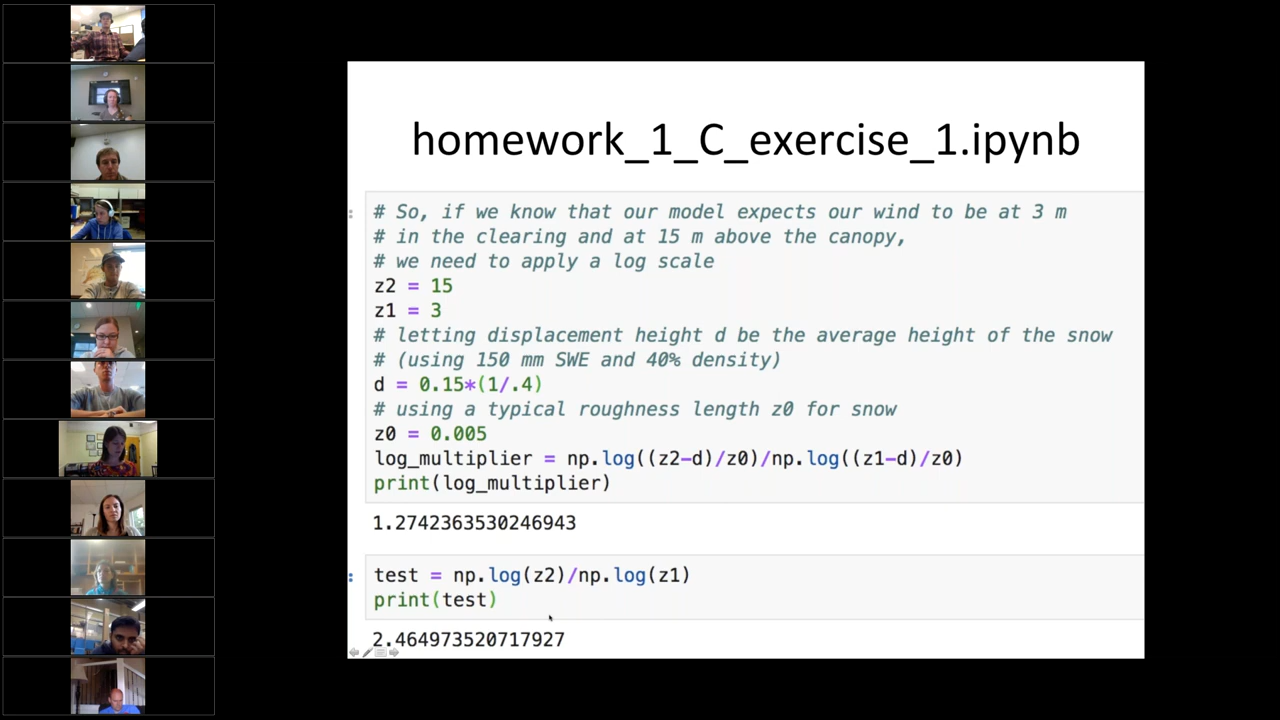 homework_1_C_exercise_1.ipynb
# So, if we know that our model expects our wind to be at 3 m
# in the clearing and at 15 m above the canopy,
# we need to apply a log scale
z2 = 15
z1 = 3
# letting displacement height d be the average height of the snow
# (using 150 mm SWE and 40% density)
d = 0.15*(1/.4)
# using a typical roughness length z0 for snow
z0 = 0.005
log_multiplier = np.log((z2-d)/z0)/np.log((z1-d)/z0)
print(log_multiplier)
1.2742363530246943
test = np.log(z2)/np.log(z1)
print(test)
2.464973520717927